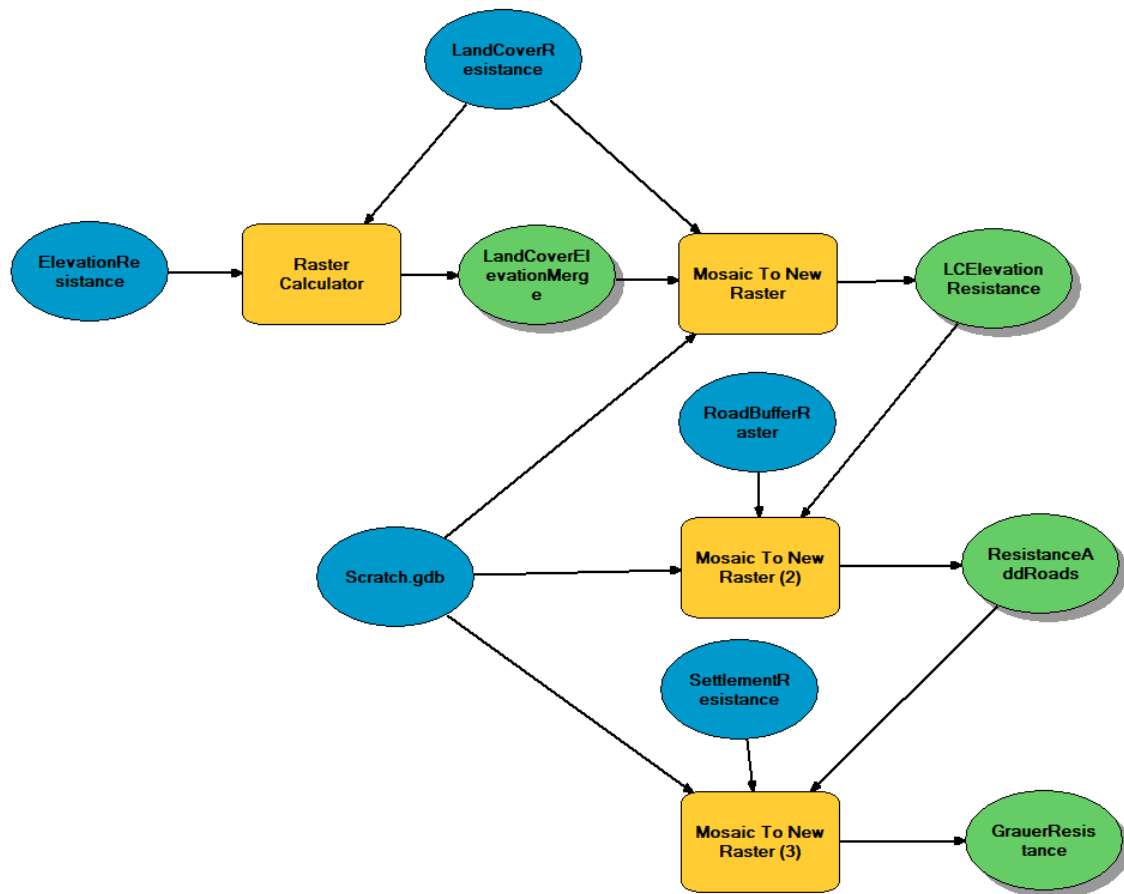 LandCoverR
esistance
ElevationRe
sistance
Raster
Calculator
LandCoverEl
evationMerg
e
Mosaic To New
Raster
LCElevation
Resistance
RoadBufferR
aster
Scratch.gdb
Mosaic To New
Raster (2)
ResistanceA
ddRoads
SettlementR
esistance
Mosaic To New
Raster (3)
GrauerResis
tance